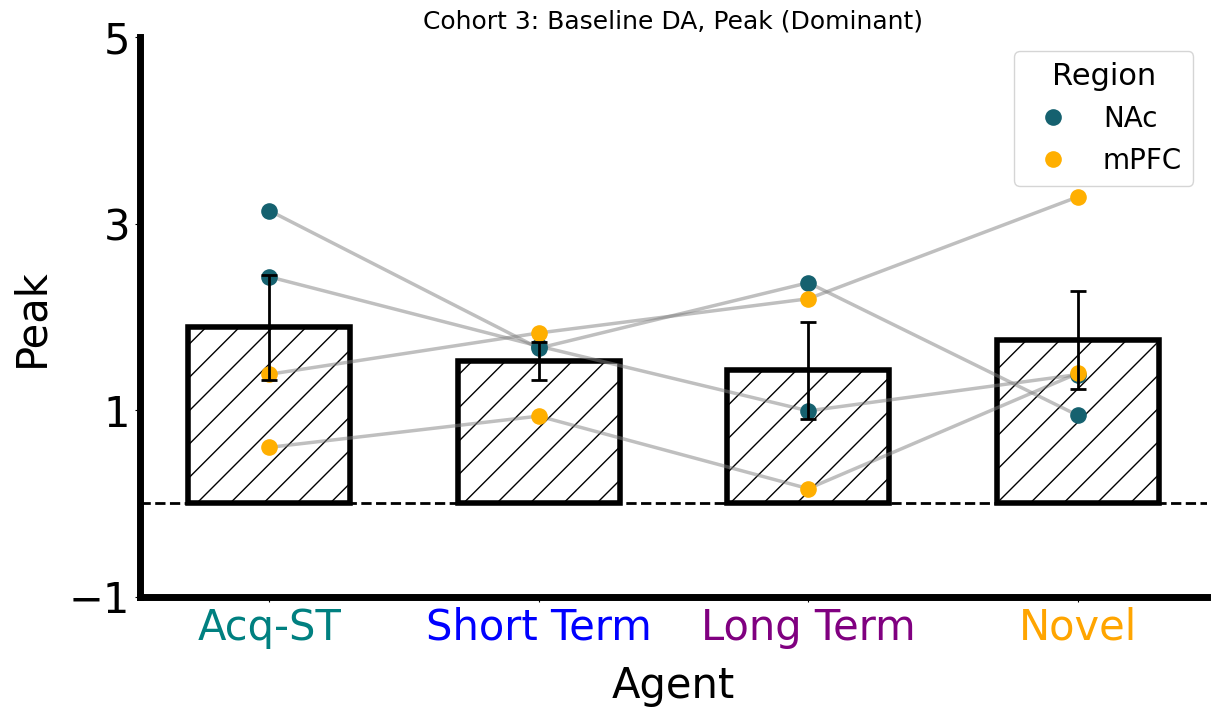 Cohort 3: Baseline DA, Peak (Dominant)
5
3
1
−1
Peak
Region
NAc
mPFC
Acq-ST
Short Term
Long Term
Novel
Agent